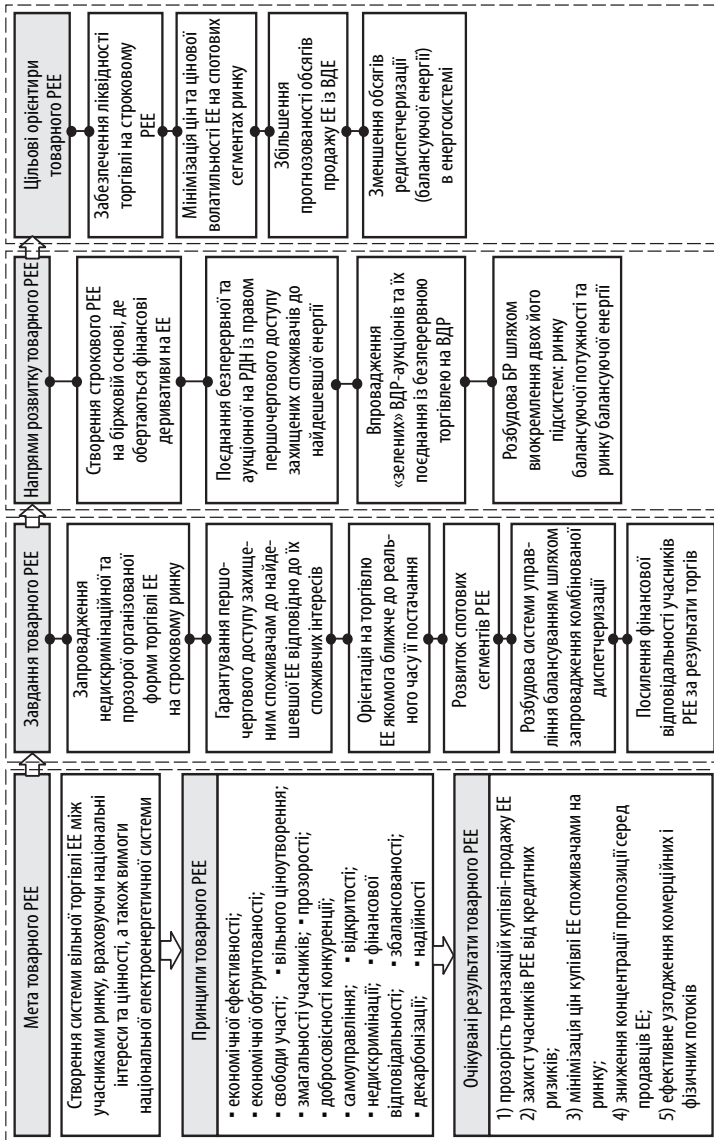 Мета товарного РЕЕ
Створення системи вільної торгівлі ЕЕ між
учасниками ринку, враховуючи національні
інтереси та цінності, а також вимоги
національної електроенергетичної системи
Принципи товарного РЕЕ
▪ економічної ефективності;
▪ економічної обґрунтованості;
▪ свободи участі; ▪ вільного ціноутворення;
▪ змагальності учасників; ▪ прозорості;
▪ добросовісності конкуренції;
▪ самоуправління; ▪ відкритості;
▪ недискримінації; ▪ фінансової
відповідальності; ▪ збалансованості;
▪ декарбонізації; ▪ надійності
Очікувані результати товарного РЕЕ
1) прозорість транзакцій купівлі–продажу ЕЕ
2) захист учасників РЕЕ від кредитних
ризиків;
3) мінімізація цін купівлі ЕЕ споживачами на
ринку;
4) зниження концентрації пропозиції серед
продавців ЕЕ;
5) ефективне узгодження комерційних і
фізичних потоків
Завдання товарного РЕЕ
Запровадження
недискримінаційної та
прозорої організованої
форми торгівлі ЕЕ
на строковому ринку
Гарантування першо-
чергового доступу захище-
ним споживачам до найде-
шевшої ЕЕ відповідно до їх
споживчих інтересів
Орієнтація на торгівлю
ЕЕ якомога ближче до реаль-
ного часу її постачання
Розвиток спотових
сегментів РЕЕ
Розбудова системи управ-
ління балансуванням шляхом
запровадження комбінованої
диспетчеризації
Посилення фінансової
відповідальності учасників
РЕЕ за результати торгів
Напрями розвитку товарного РЕЕ
Створення строкового РЕЕ
на біржовій основі, де
обертаються фінансові
деривативи на ЕЕ
Поєднання безперервної та
аукціонної на РДН із правом
першочергового доступу
захищених споживачів до
найдешевшої енергії
Впровадження
«зелених» ВДР-аукціонів та їх
поєднання із безперервною
торгівлею на ВДР
Розбудова БР шляхом
виокремлення двох його
підсистем: ринку
балансуючої потужності та
ринку балансуючої енергії
Цільові орієнтири
товарного РЕЕ
Забезпечення ліквідності
торгівлі на строковому
РЕЕ
Мінімізація цін та цінової
волатильності ЕЕ на спотових
сегментах ринку
Збільшення
прогнозованості обсягів
продажу ЕЕ із ВДЕ
Зменшення обсягів
редиспетчеризації
(балансуючої енергії)
в енергосистемі